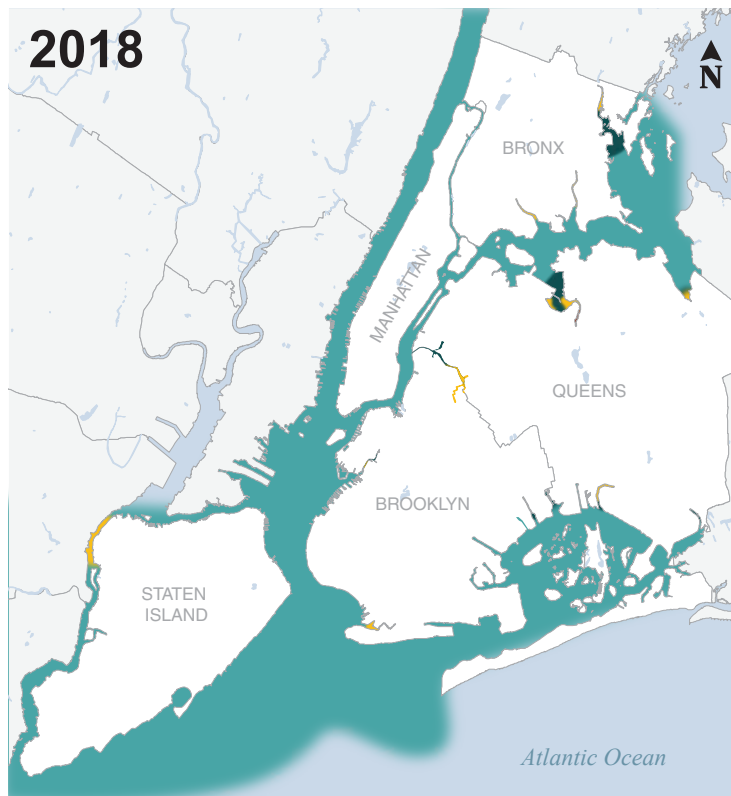 2018
N
BRONX
MANHATTAN
QUEENS
BROOKLYN
STATEN
ISLAND
Atlantic Ocean